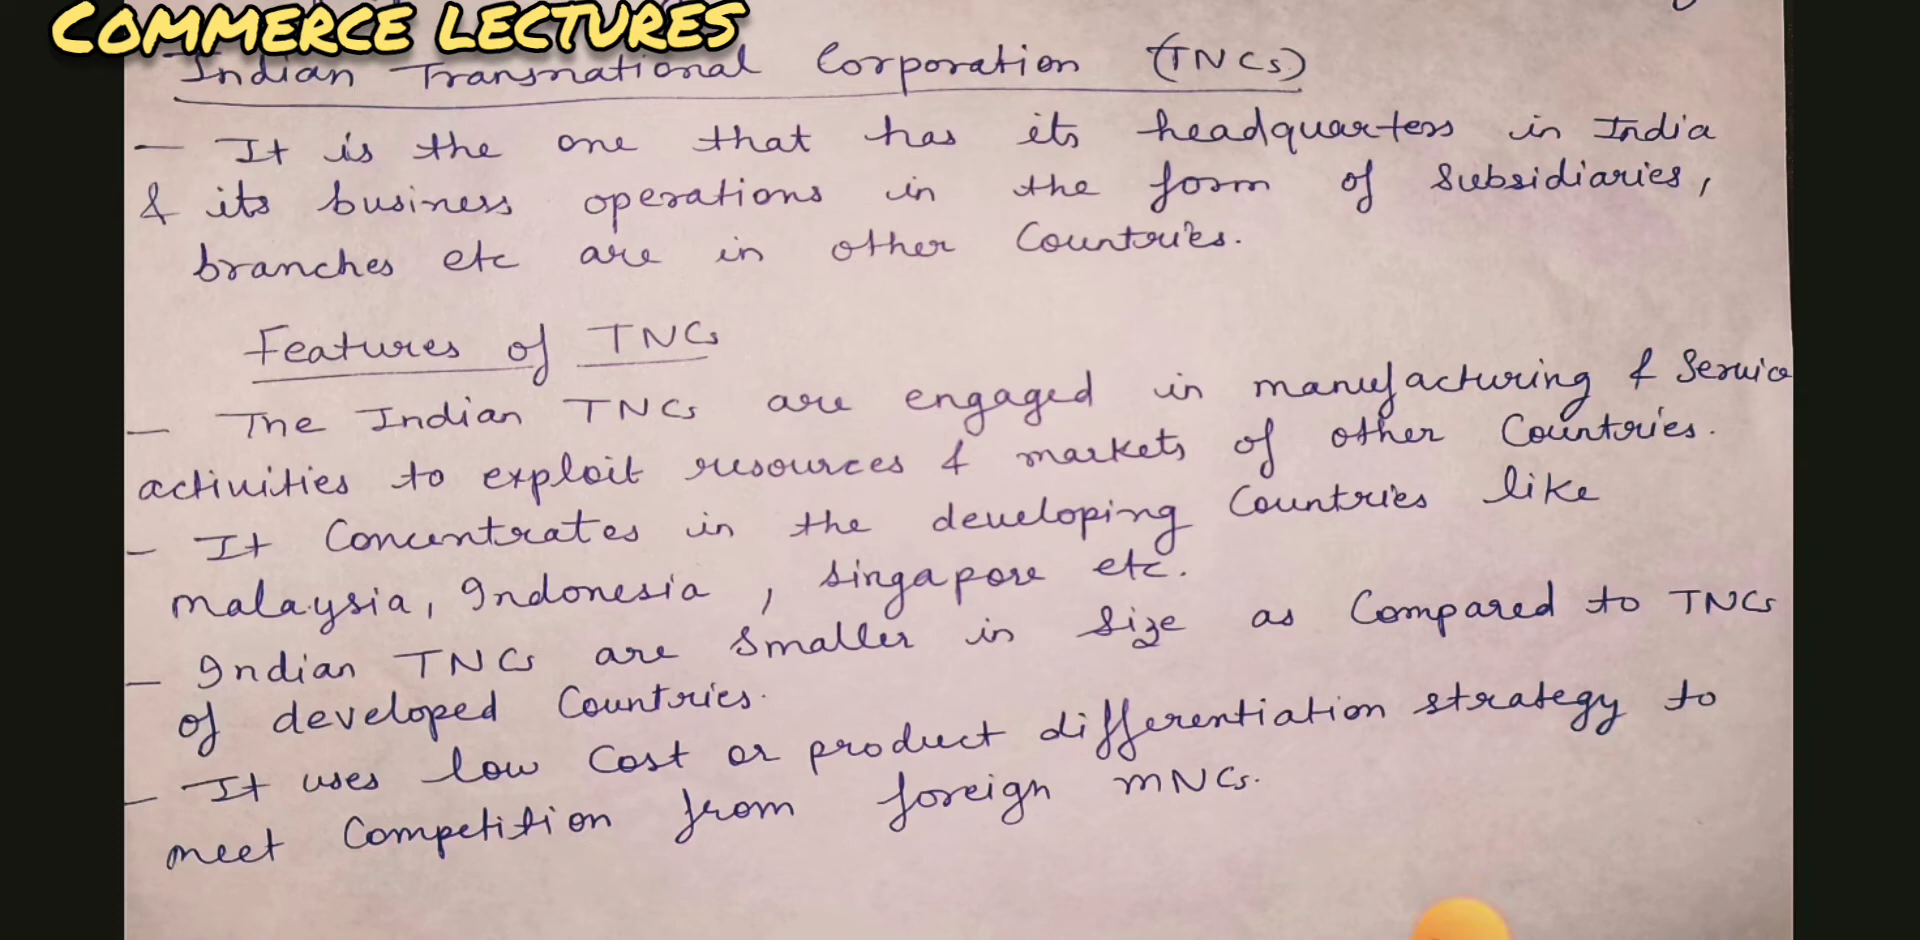 COMMERCE LECTURES
Indian Transnational Corporation (TNCs)
— It is the one that has its headquarters in India
& its business operations in the form of subsidiaries,
branches etc are in other Countries.
Features of TNCs
— The Indian TNCs are engaged in manufacturing & Service
activities to exploit resources & markets of other Countries.
— It Concentrates in the developing Countries like
Malaysia, Indonesia, Singapore etc.
— Indian TNCs are smaller in size as Compared to TNCs
of developed Countries.
— It uses low Cost or product differentiation strategy to
meet Competition from foreign MNCs.